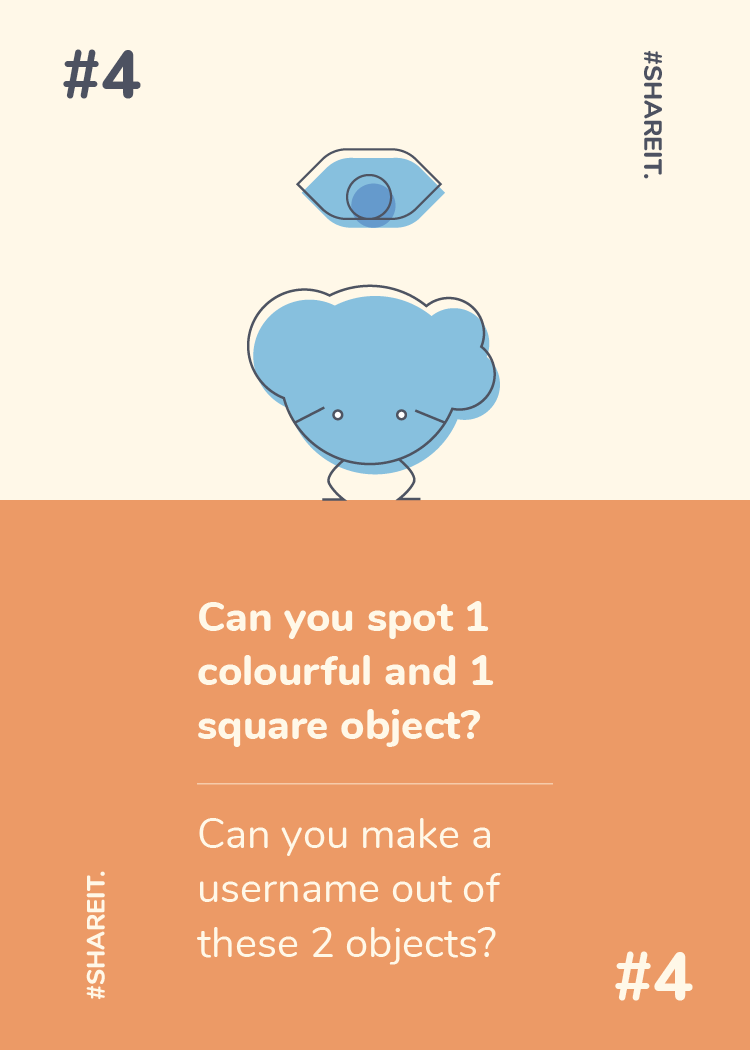 #4
#SHAREIT.
Can you spot 1
colourful and 1
square object?
Can you make a
username out of
these 2 objects?
#SHAREIT.
#4